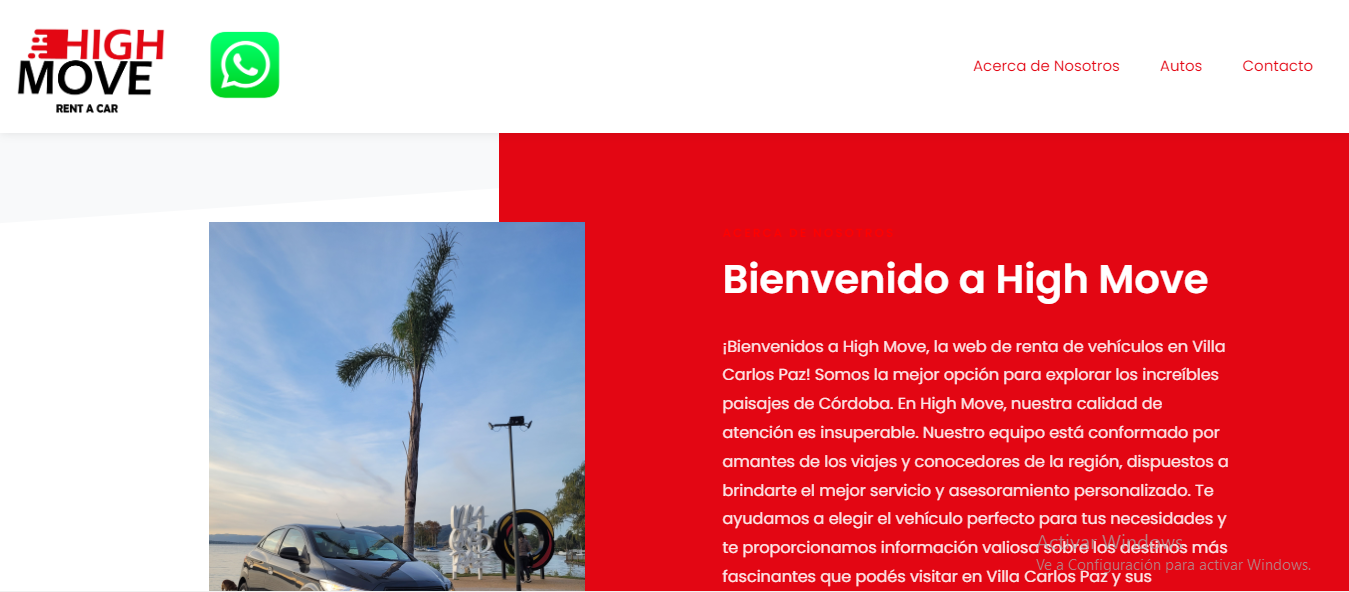 HIGH
MOVE
RENT A CAR
Acerca de Nosotros
Autos
Contacto
Bienvenido a High Move
¡Bienvenidos a High Move, la web de renta de vehículos en Villa
Carlos Paz! Somos la mejor opción para explorar los increíbles
paisajes de Córdoba. En High Move, nuestra calidad de
atención es insuperable. Nuestro equipo está conformado por
amantes de los viajes y conocedores de la región, dispuestos a
brindarte el mejor servicio y asesoramiento personalizado. Te
ayudamos a elegir el vehículo perfecto para tus necesidades y
te proporcionamos información valiosa sobre los destinos más
fascinantes que podés visitar en Villa Carlos Paz y sus
Activar Windows
Ve a Configuración para activar Windows.